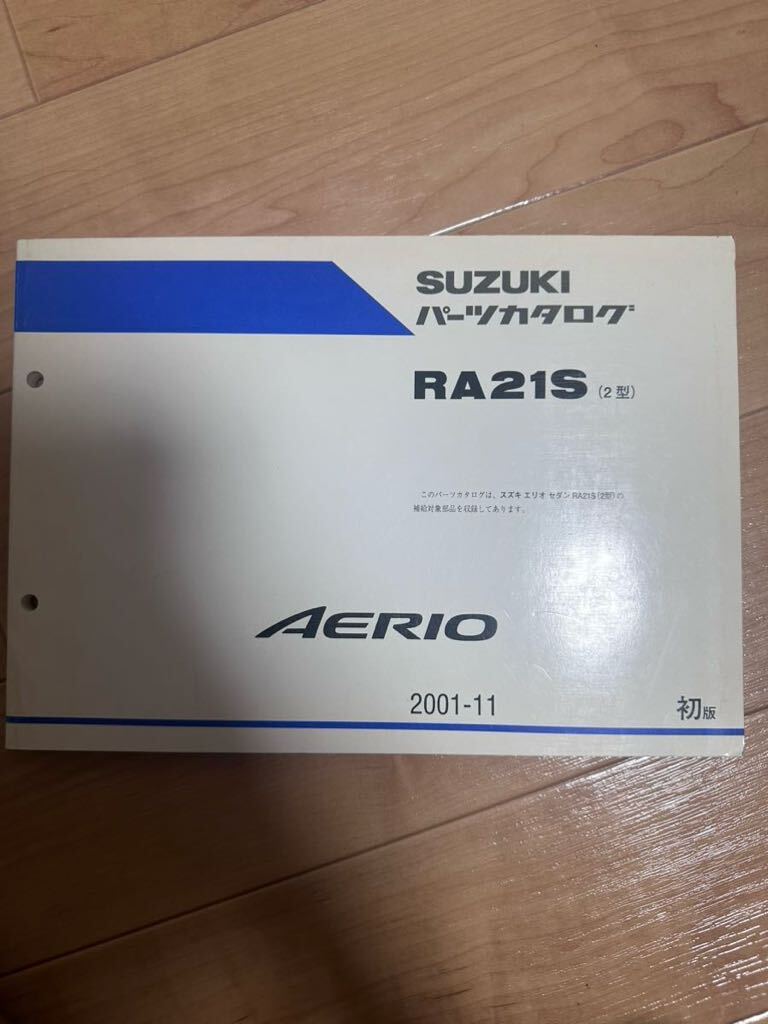 SUZUKI
パーツカタログ
RA21S (2型)
このパーツカタログは、スズキ エリオ セダン RA21S(2型)の
補給対象部品を収録してあります。
AERIO
2001-11
初版